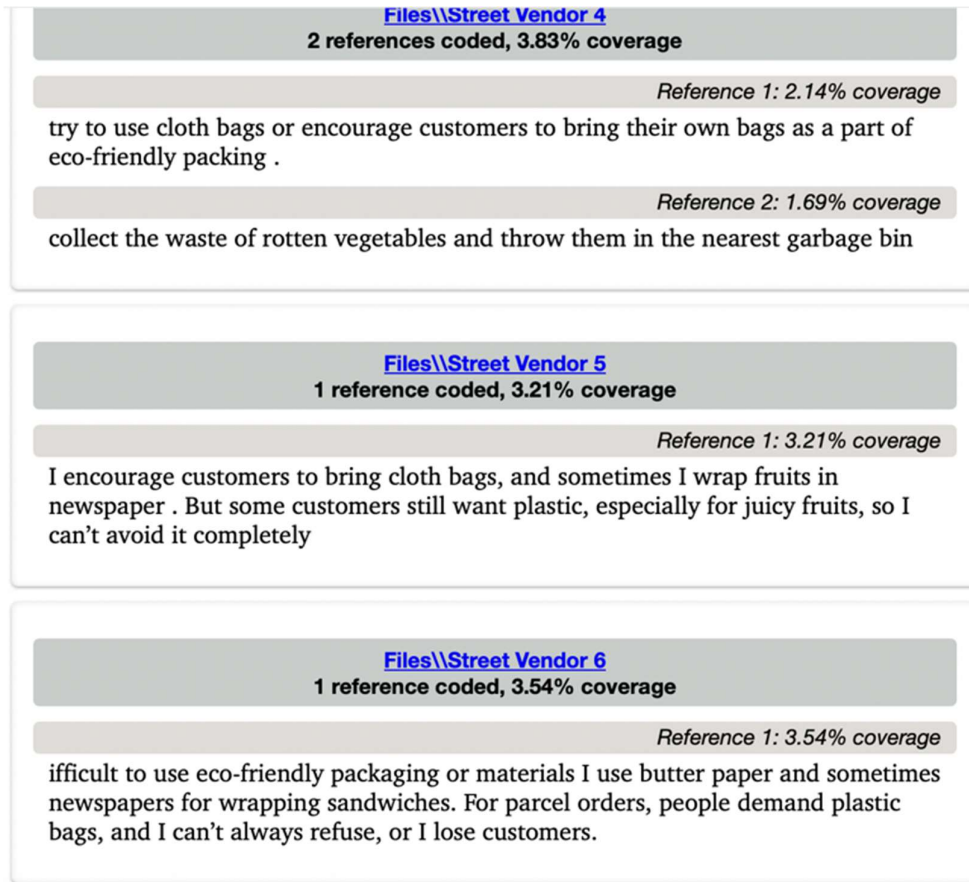 Files\\Street Vendor 4
2 references coded, 3.83% coverage
Reference 1: 2.14% coverage
try to use cloth bags or encourage customers to bring their own bags as a part of
eco-friendly packing .
Reference 2: 1.69% coverage
collect the waste of rotten vegetables and throw them in the nearest garbage bin
Files\\Street Vendor 5
1 reference coded, 3.21% coverage
Reference 1: 3.21% coverage
I encourage customers to bring cloth bags, and sometimes I wrap fruits in
newspaper . But some customers still want plastic, especially for juicy fruits, so I
can’t avoid it completely
Files\\Street Vendor 6
1 reference coded, 3.54% coverage
Reference 1: 3.54% coverage
ifficult to use eco-friendly packaging or materials I use butter paper and sometimes
newspapers for wrapping sandwiches. For parcel orders, people demand plastic
bags, and I can’t always refuse, or I lose customers.